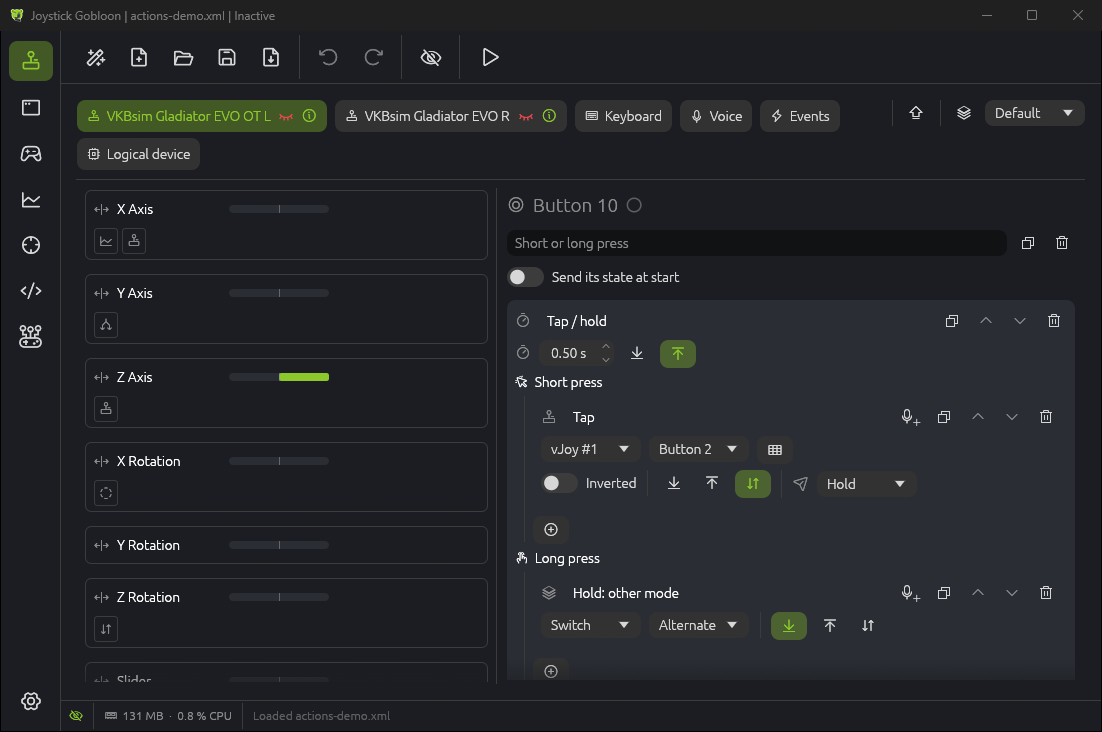 Joystick Gobloon | actions-demo.xml | Inactive
VKBsim Gladiator EVO OT L
VKBsim Gladiator EVO R
Keyboard
Voice
Events
Default
Logical device
X Axis
Y Axis
Z Axis
X Rotation
Y Rotation
Z Rotation
Slider
Button 10
Short or long press
Send its state at start
Tap / hold
0.50 s
Short press
Tap
vJoy #1
Button 2
Inverted
Hold
Long press
Hold: other mode
Switch
Alternate
131 MB · 0.8 % CPU
Loaded actions-demo.xml